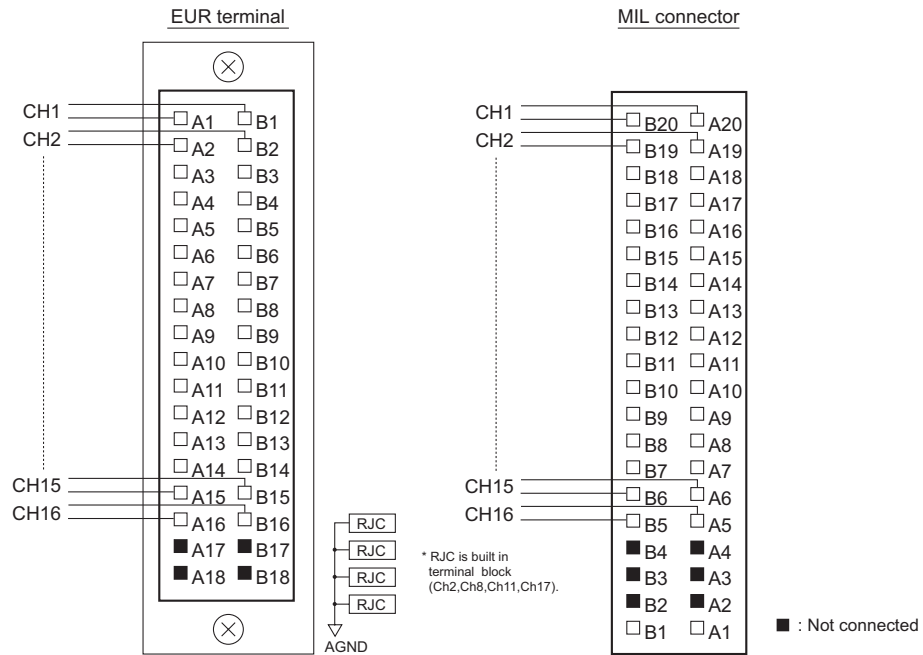 EUR terminal
MIL connector
CH1
CH2
CH15
CH16
A1 B1
A2 B2
A3 B3
A4 B4
A5 B5
A6 B6
A7 B7
A8 B8
A9 B9
A10 B10
A11 B11
A12 B12
A13 B13
A14 B14
A15 B15
A16 B16
A17 B17
A18 B18
RJC
RJC
RJC
RJC
AGND
* RJC is built in
terminal block
(Ch2,Ch8,Ch11,Ch17).
CH1
CH2
CH15
CH16
B20 A20
B19 A19
B18 A18
B17 A17
B16 A16
B15 A15
B14 A14
B13 A13
B12 A12
B11 A11
B10 A10
B9 A9
B8 A8
B7 A7
B6 A6
B5 A5
B4 A4
B3 A3
B2 A2
B1 A1
: Not connected